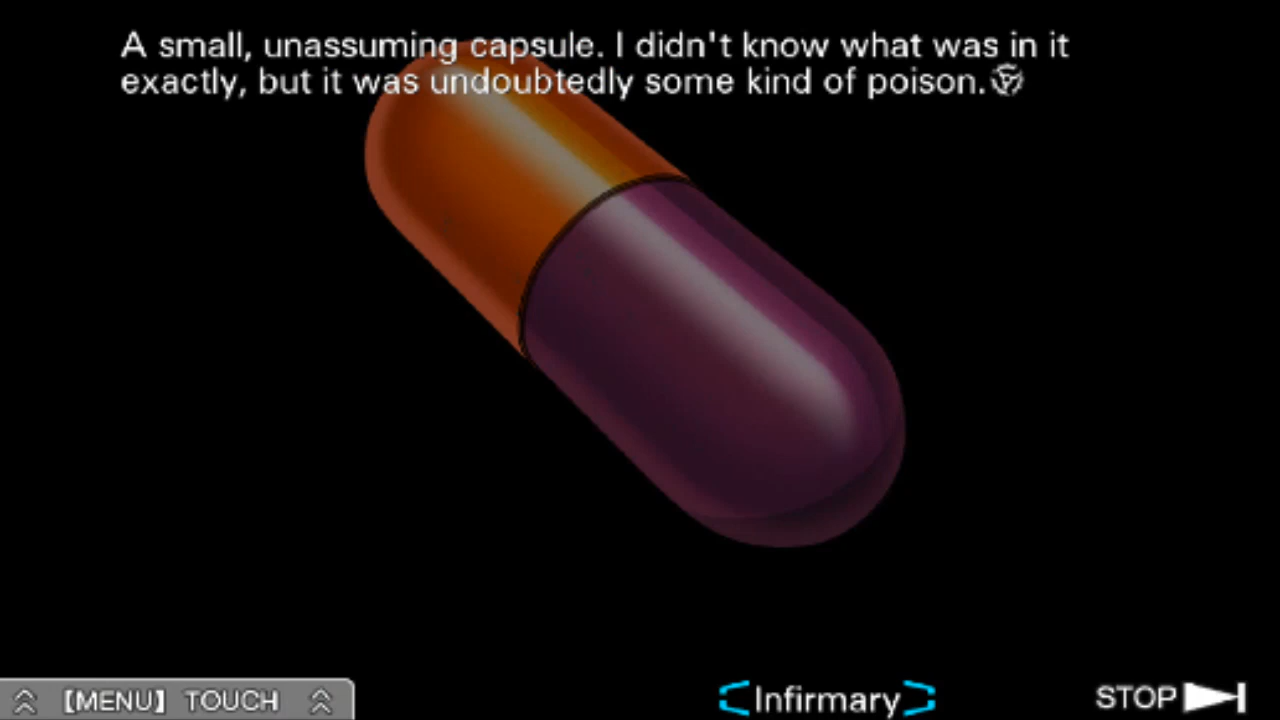 A small, unassuming capsule. I didn't know what was in it
exactly, but it was undoubtedly some kind of poison.
【MENU】 TOUCH
Infirmary
STOP